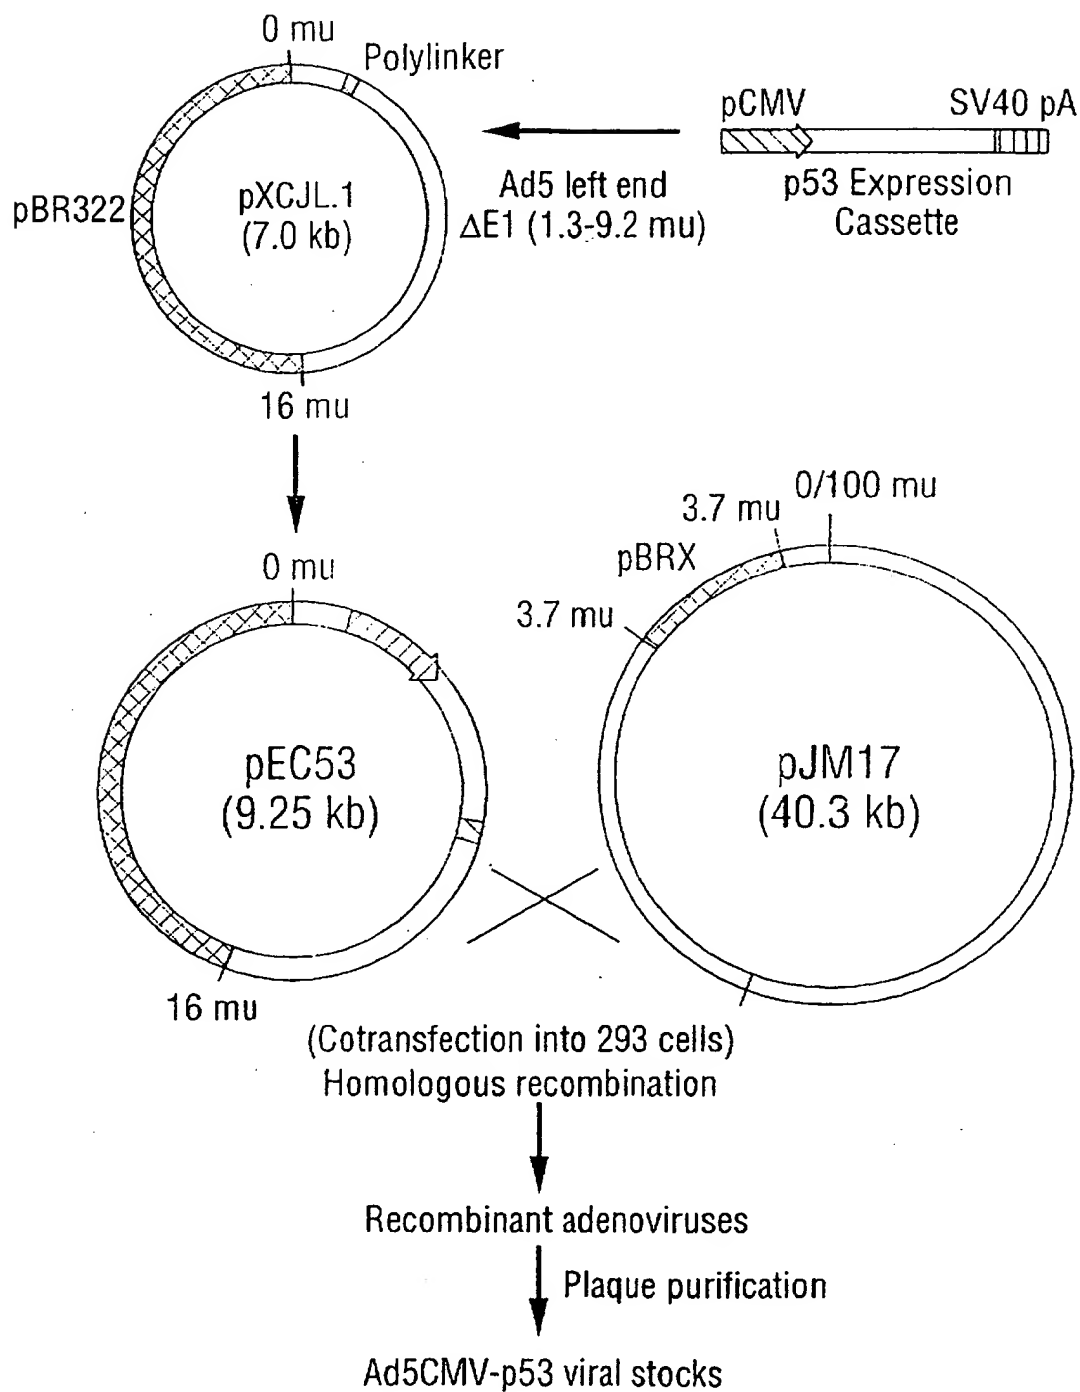 0 mu
Polylinker
pCMV
SV40 pA
pBR322
pXCJL.1
(7.0 kb)
Ad5 left end
ΔE1 (1.3-9.2 mu)
p53 Expression
Cassette
16 mu
0/100 mu
3.7 mu
pBRX
0 mu
3.7 mu
pEC53
(9.25 kb)
pJM17
(40.3 kb)
16 mu
(Cotransfection into 293 cells)
Homologous recombination
Recombinant adenoviruses
Plaque purification
Ad5CMV-p53 viral stocks